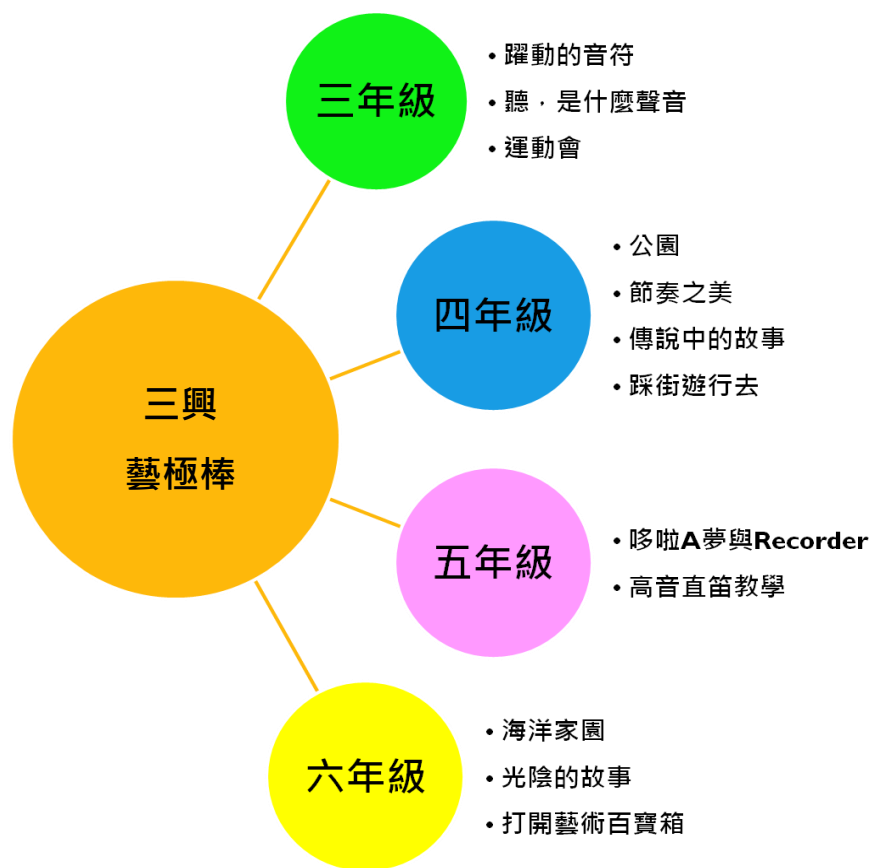 三年級
• 躍動的音符
• 聽，是什麼聲音
• 運動會
四年級
• 公園
• 節奏之美
• 傳說中的故事
• 踩街遊行去
三興
藝極棒
五年級
• 哆啦A夢與Recorder
• 高音直笛教學
六年級
• 海洋家園
• 光陰的故事
• 打開藝術百寶箱